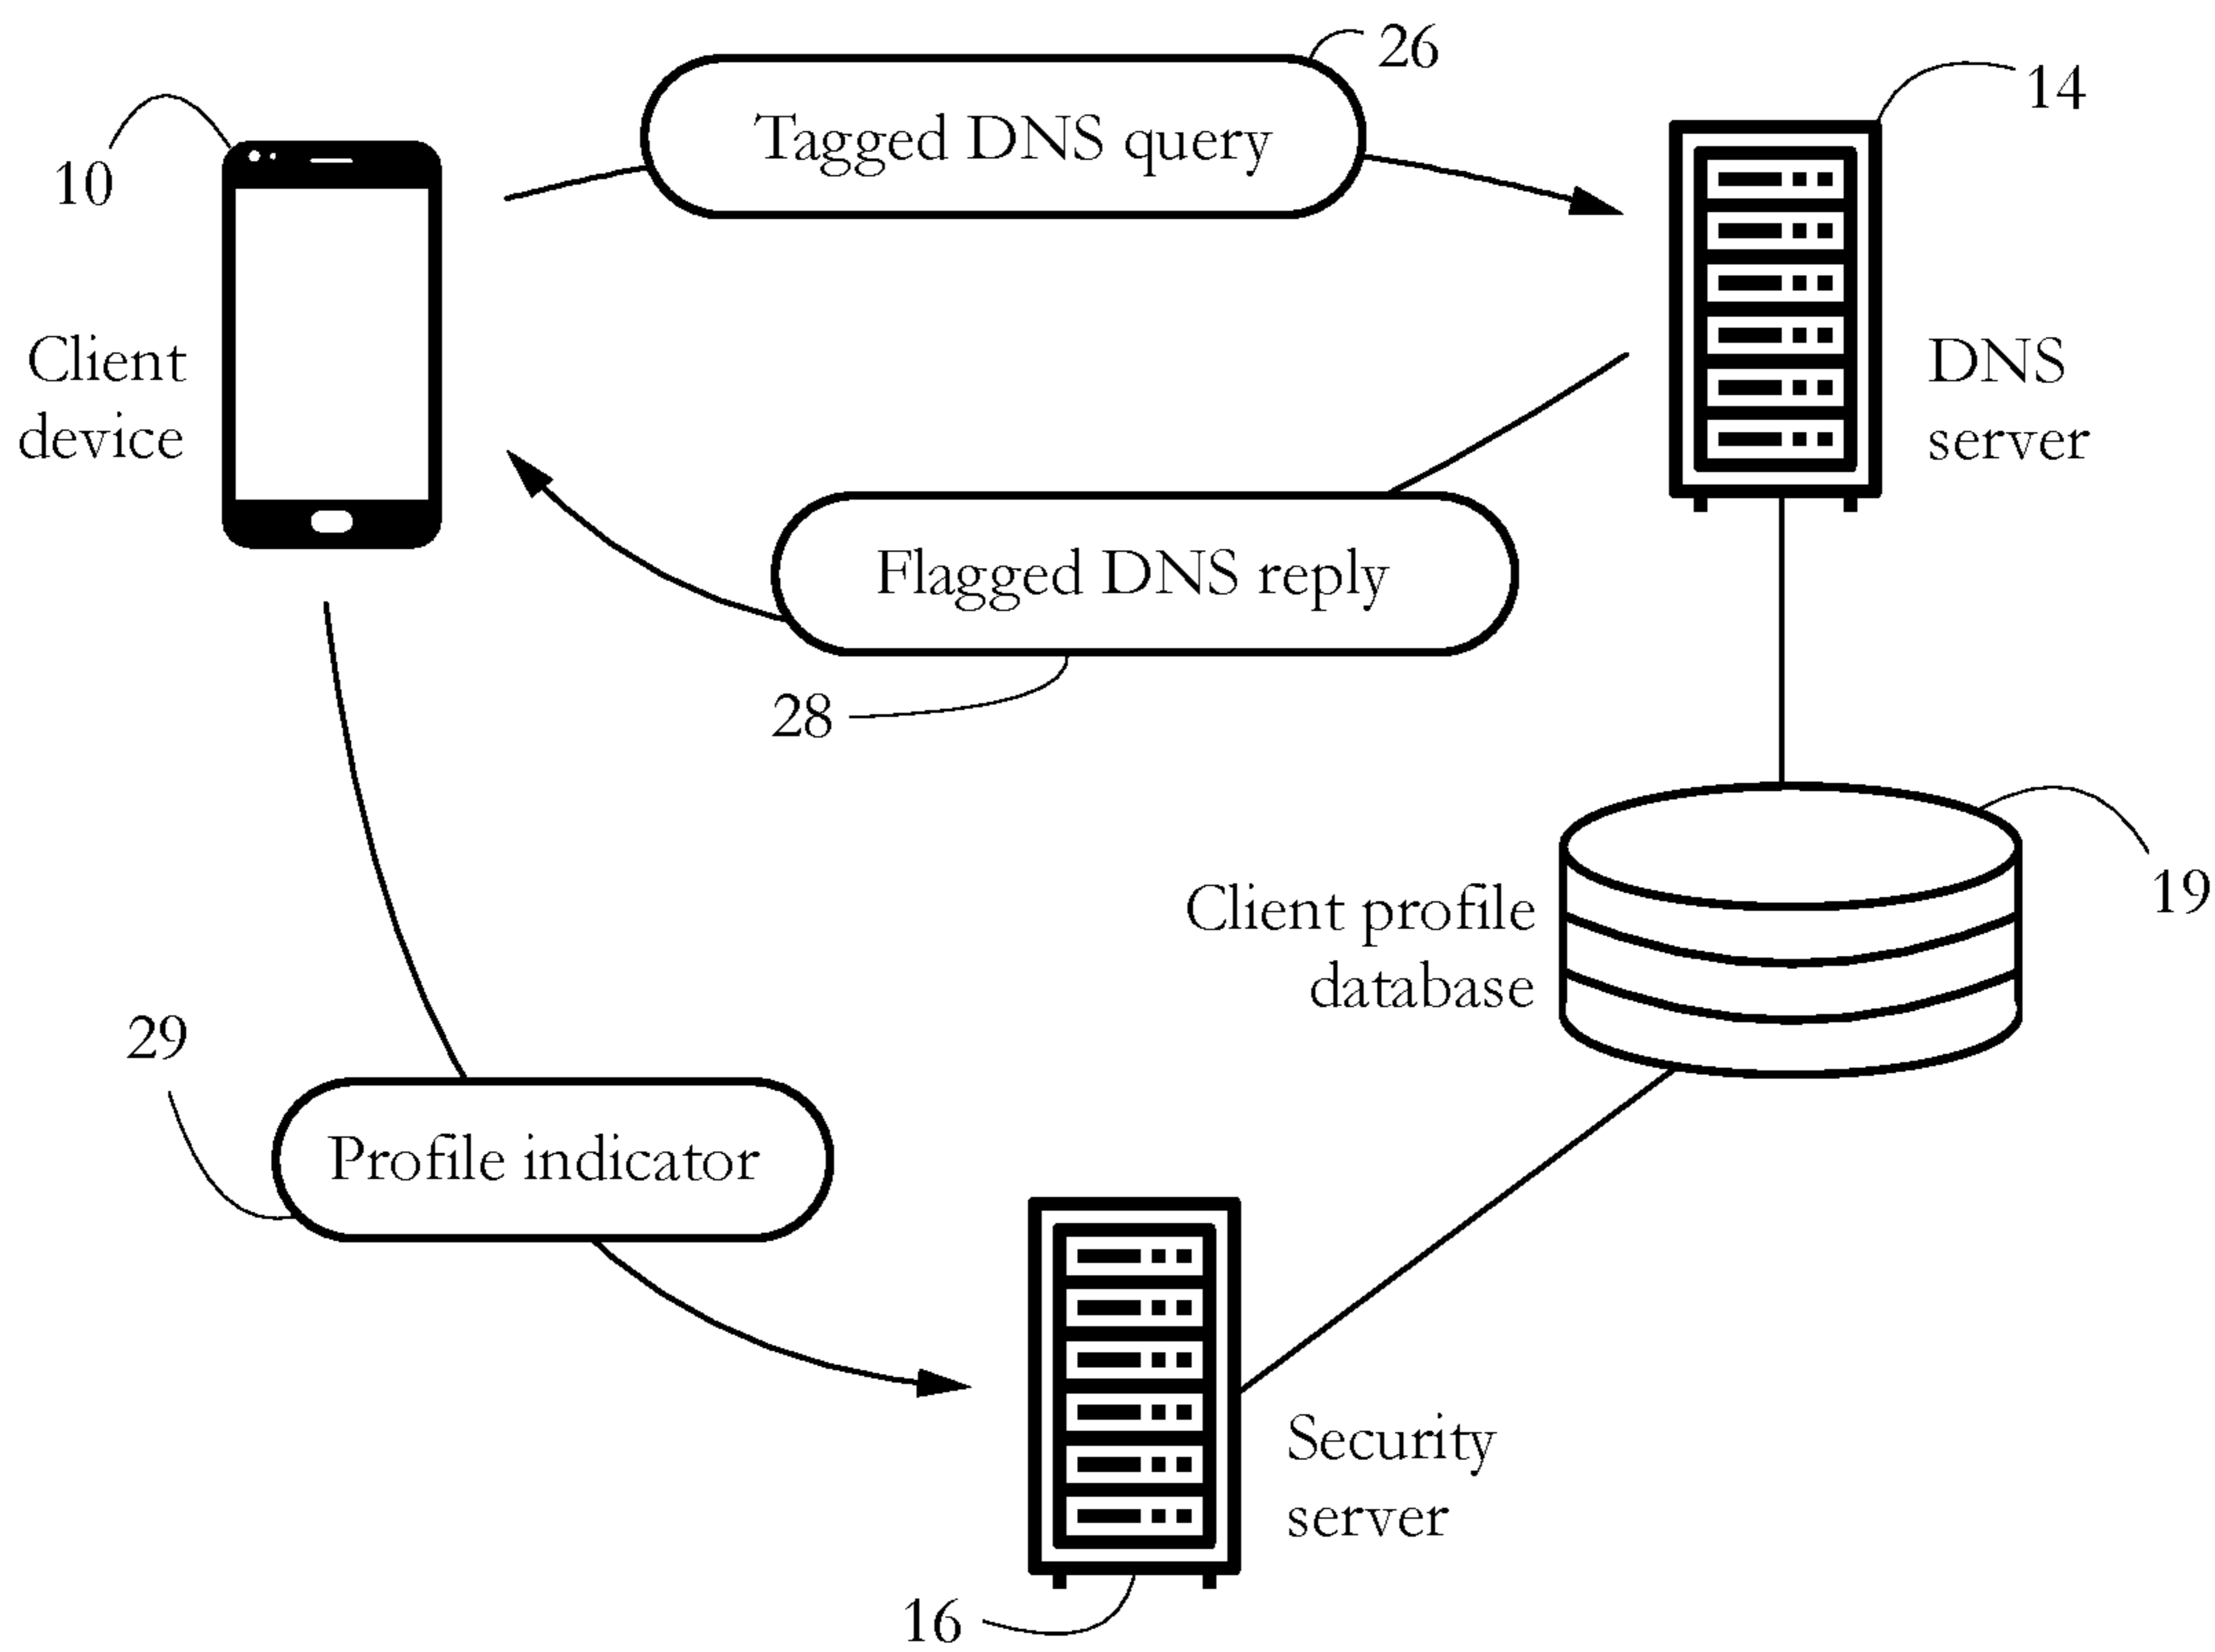 26
Tagged DNS query
14
10
Client
device
DNS
server
Flagged DNS reply
28
19
Client profile
database
29
Profile indicator
Security
server
16